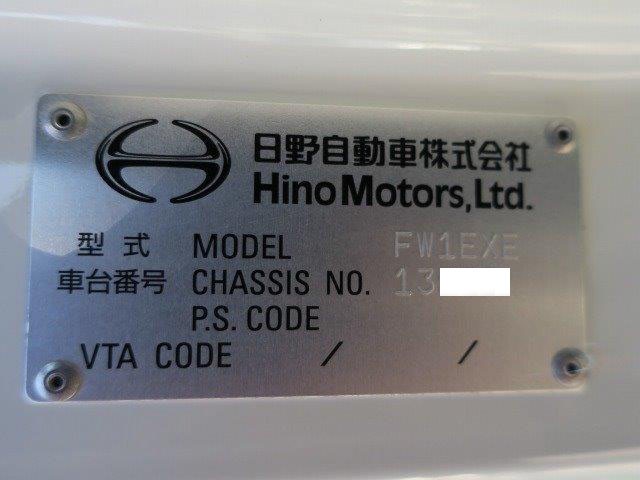 日野自動車株式会社
Hino Motors, Ltd.
型式 MODEL FW1EXE
車台番号 CHASSIS NO. 13
P.S. CODE
VTA CODE / /